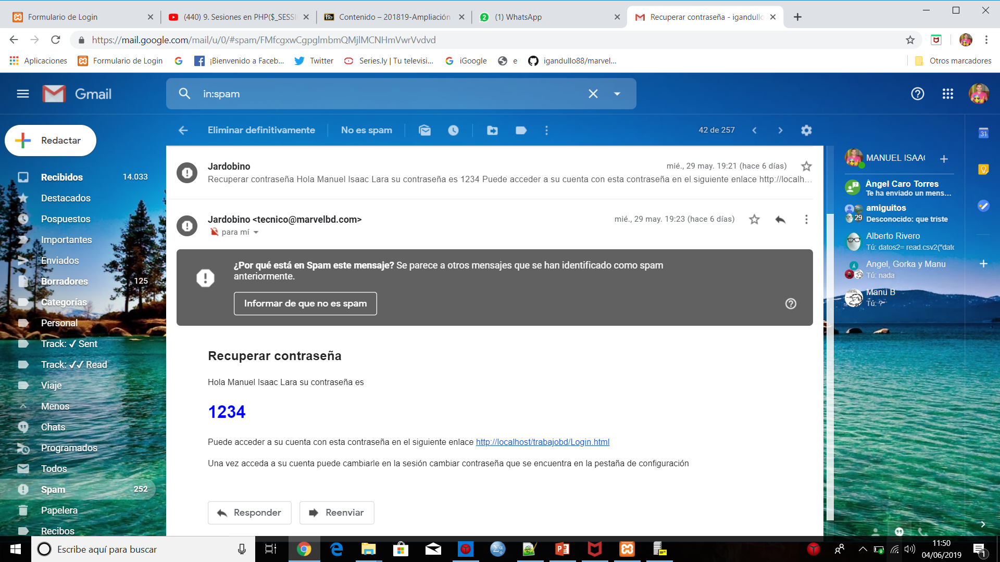 Formulario de Login
(440) 9. Sesiones en PHP($_SESSI
Contenido – 201819-Ampliación
(1) WhatsApp
Recuperar contraseña - igandullo
https://mail.google.com/mail/u/0/#spam/FMfcgxwCgpglmbmQMjlMCNHmVwrVvdvd
Aplicaciones
Formulario de Login
¡Bienvenido a Faceb...
Twitter
Series.ly | Tu televisi...
iGoogle
e
igandullo88/marvel...
Otros marcadores
Gmail
in:spam
Redactar
Eliminar definitivamente
No es spam
42 de 257
Recibidos 14.033
Destacados
Pospuestos
Importantes
Enviados
Borradores 125
Categorías
Personal
Track: ✓ Sent
Track: ✓✓ Read
Viaje
Menos
Chats
Programados
Todos
Spam 252
Papelera
Recibos
Jardobino
mié., 29 may. 19:21 (hace 6 días)
Recuperar contraseña Hola Manuel Isaac Lara su contraseña es 1234 Puede acceder a su cuenta con esta contraseña en el siguiente enlace http://localh...
Jardobino <tecnico@marvelbd.com>
mié., 29 may. 19:23 (hace 6 días)
para mí
¿Por qué está en Spam este mensaje? Se parece a otros mensajes que se han identificado como spam
anteriormente.
Informar de que no es spam
Recuperar contraseña
Hola Manuel Isaac Lara su contraseña es
1234
Puede acceder a su cuenta con esta contraseña en el siguiente enlace http://localhost/trabajobd/Login.html
Una vez acceda a su cuenta puede cambiarle en la sesión cambiar contraseña que se encuentra en la pestaña de configuración
Responder
Reenviar
MANUEL ISAAC
Ángel Caro Torres
Te ha enviado un mens...
amiguitos
29
Desconocido: que triste
Alberto Rivero
Tú: datos2= read.csv2("dato
A
Angel, Gorka y Manu
Tú: nada
Manu B
Tú: ?
31
Escribe aquí para buscar
11:50
04/06/2019
1